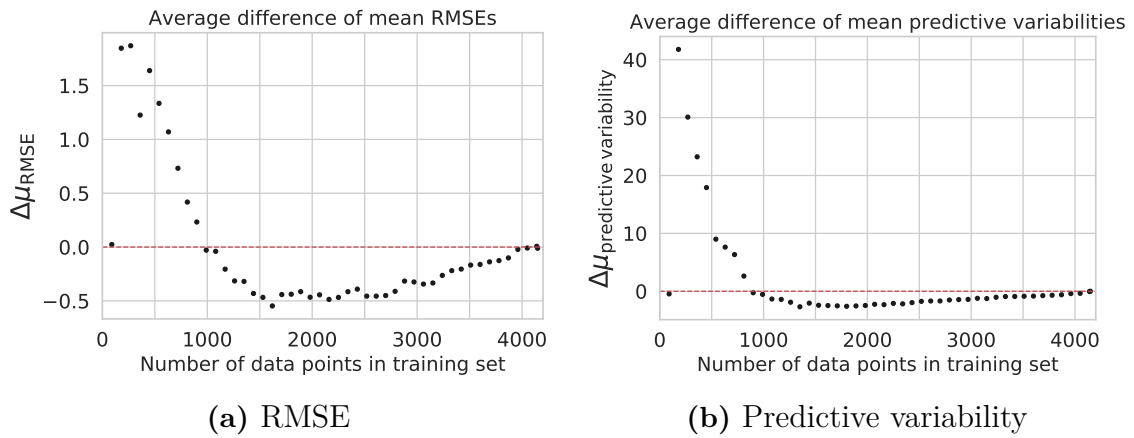 Average difference of mean RMSEs
ΔμRMSE
1.5
1.0
0.5
0.0
−0.5
0 1000 2000 3000 4000
Number of data points in training set
(a) RMSE
Average difference of mean predictive variabilities
Δμpredictive variability
40
30
20
10
0
0 1000 2000 3000 4000
Number of data points in training set
(b) Predictive variability